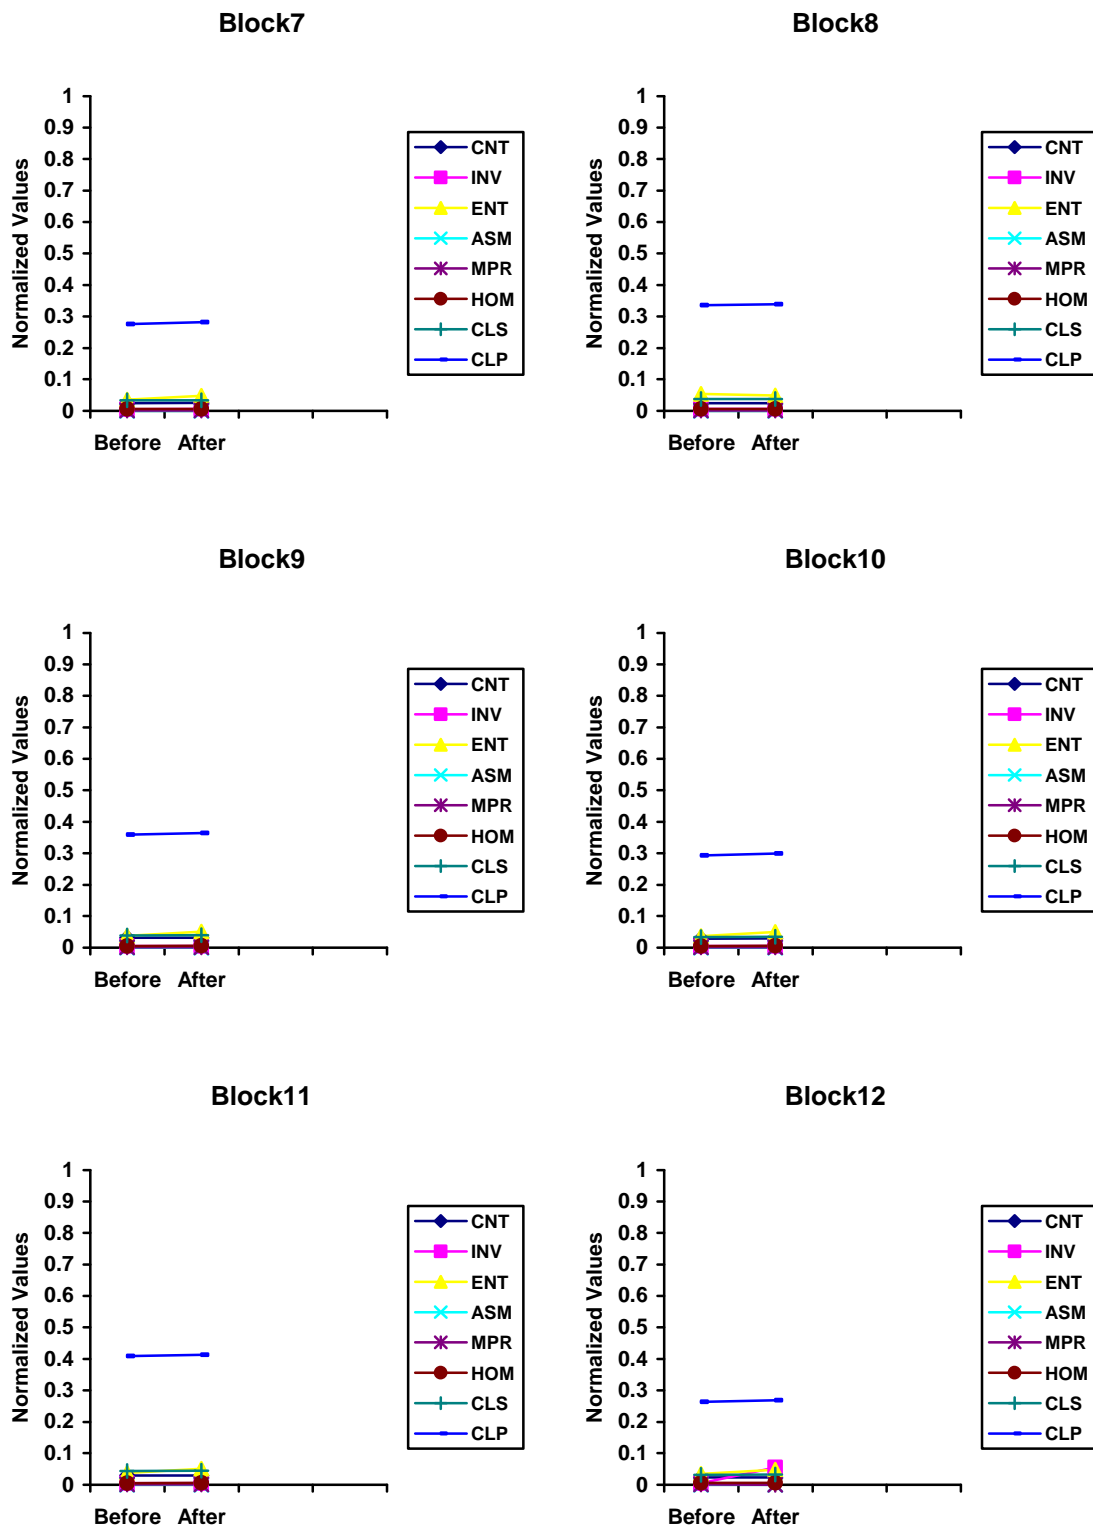 Block7
Normalized Values
1
0.9
0.8
0.7
0.6
0.5
0.4
0.3
0.2
0.1
0
Before After
CNT
INV
ENT
ASM
MPR
HOM
CLS
CLP
Block8
Normalized Values
1
0.9
0.8
0.7
0.6
0.5
0.4
0.3
0.2
0.1
0
Before After
CNT
INV
ENT
ASM
MPR
HOM
CLS
CLP
Block9
Normalized Values
1
0.9
0.8
0.7
0.6
0.5
0.4
0.3
0.2
0.1
0
Before After
CNT
INV
ENT
ASM
MPR
HOM
CLS
CLP
Block10
Normalized Values
1
0.9
0.8
0.7
0.6
0.5
0.4
0.3
0.2
0.1
0
Before After
CNT
INV
ENT
ASM
MPR
HOM
CLS
CLP
Block11
Normalized Values
1
0.9
0.8
0.7
0.6
0.5
0.4
0.3
0.2
0.1
0
Before After
CNT
INV
ENT
ASM
MPR
HOM
CLS
CLP
Block12
Normalized Values
1
0.9
0.8
0.7
0.6
0.5
0.4
0.3
0.2
0.1
0
Before After
CNT
INV
ENT
ASM
MPR
HOM
CLS
CLP